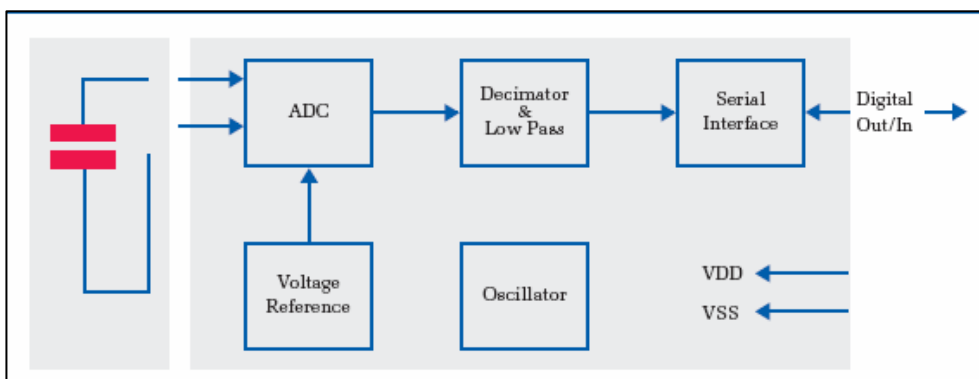 ADC
Decimator
&
Low Pass
Serial
Interface
Digital
Out/In
Voltage
Reference
Oscillator
VDD
VSS